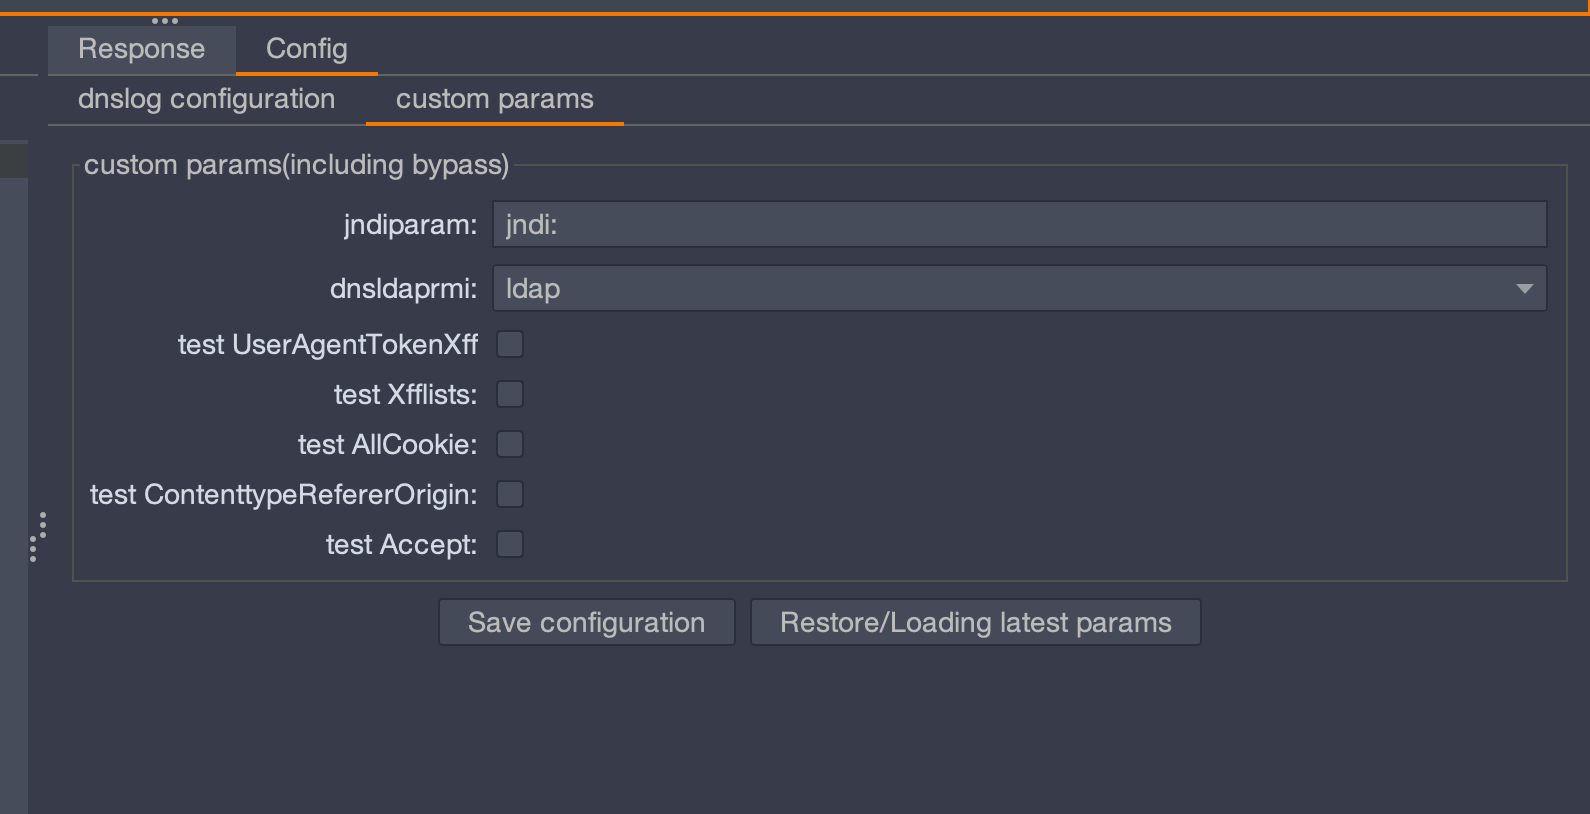 Response Config
dnslog configuration custom params
custom params(including bypass)
jndiparam: jndi:
dnsldaprmi: ldap
test UserAgentTokenXff
test Xfflists:
test AllCookie:
test ContenttypeRefererOrigin:
test Accept:
Save configuration Restore/Loading latest params